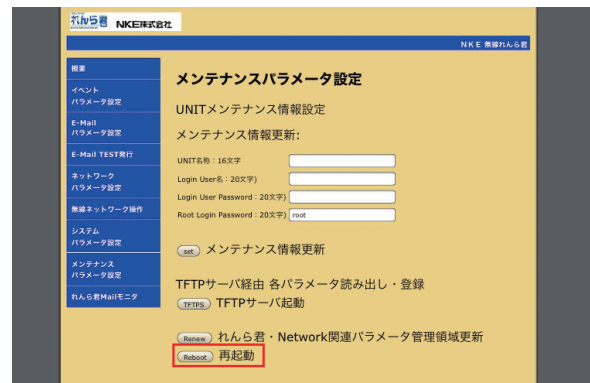 れんら君 NKE株式会社
NKE 無線れんら君
概要
イベント
パラメータ設定
E-Mail
パラメータ設定
E-Mail TEST発行
ネットワーク
パラメータ設定
無線ネットワーク操作
システム
パラメータ設定
メンテナンス
パラメータ設定
れんら君Mailモニタ
メンテナンスパラメータ設定
UNITメンテナンス情報設定
メンテナンス情報更新:
UNIT名称：16文字
Login User名：20文字)
Login User Password：20文字)
Root Login Password：20文字) root
set メンテナンス情報更新
TFTPサーバ経由 各パラメータ読み出し・登録
TFTPS TFTPサーバ起動
Renew れんら君・Network関連パラメータ管理領域更新
Reboot 再起動